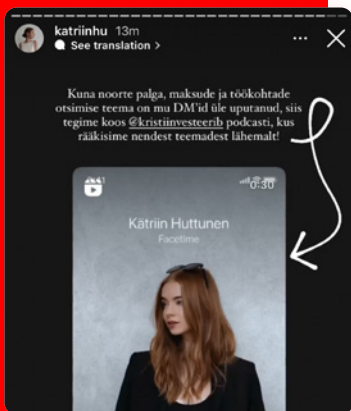 katriinhu 13m
See translation >
Kuna noorte palga, maksude ja töökohtade
otsimise teema on mu DM'id üle uputanud, siis
tegime koos @kristiinvesteerib podcasti, kus
rääkisime nendest teemadest lähemalt!
0:30
Kätriin Huttunen
Facetime